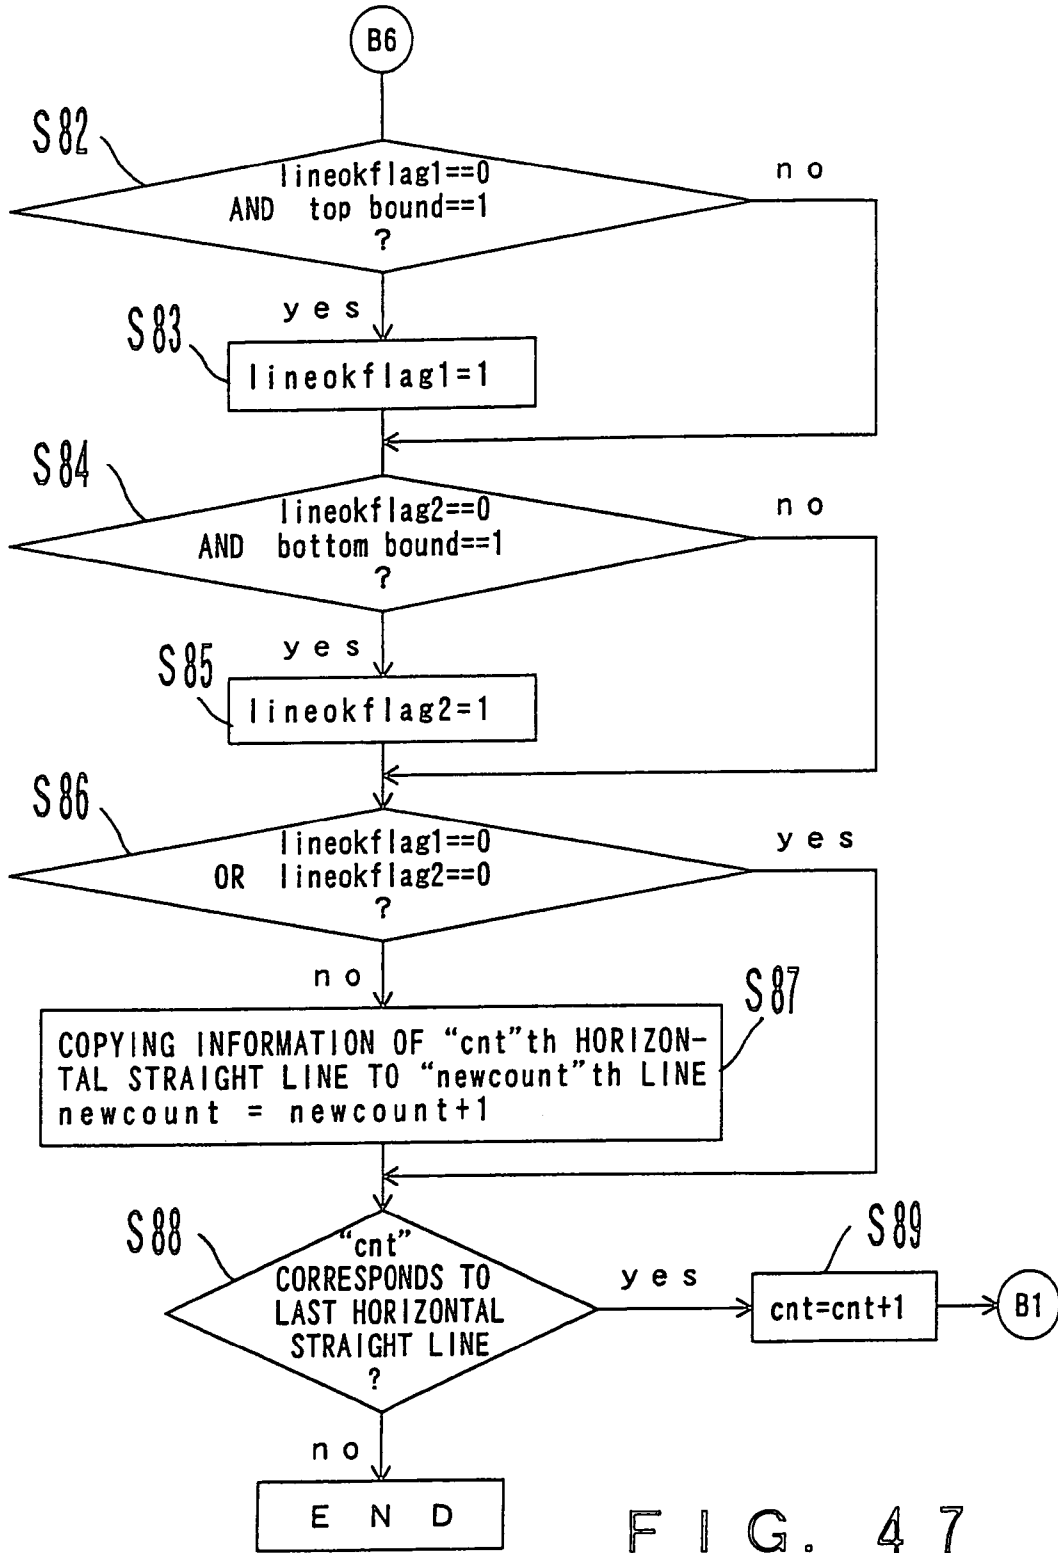 B6
S82
lineokflag1==0
AND top bound==1
?
no
yes
S83
lineokflag1=1
S84
lineokflag2==0
AND bottom bound==1
?
no
yes
S85
lineokflag2=1
S86
lineokflag1==0
OR lineokflag2==0
?
yes
no
S87
COPYING INFORMATION OF “cnt”th HORIZON-
TAL STRAIGHT LINE TO “newcount”th LINE
newcount = newcount+1
S88
“cnt”
CORRESPONDS TO
LAST HORIZONTAL
STRAIGHT LINE
?
yes
S89
cnt=cnt+1
B1
no
END
FIG. 47